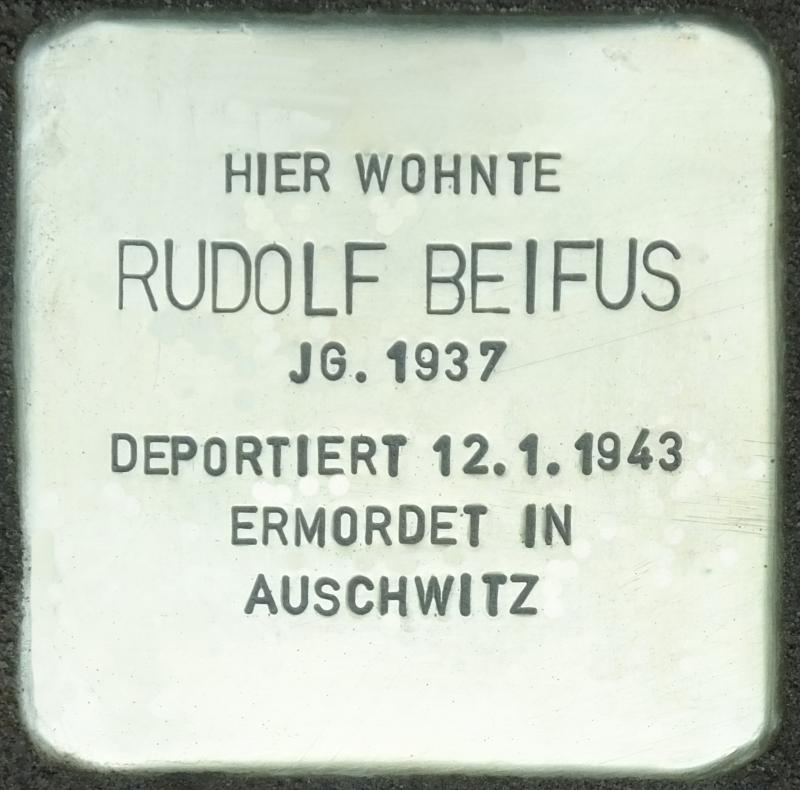 HIER WOHNTE
RUDOLF BEIFUS
JG. 1937
DEPORTIERT 12.1.1943
ERMORDET IN
AUSCHWITZ